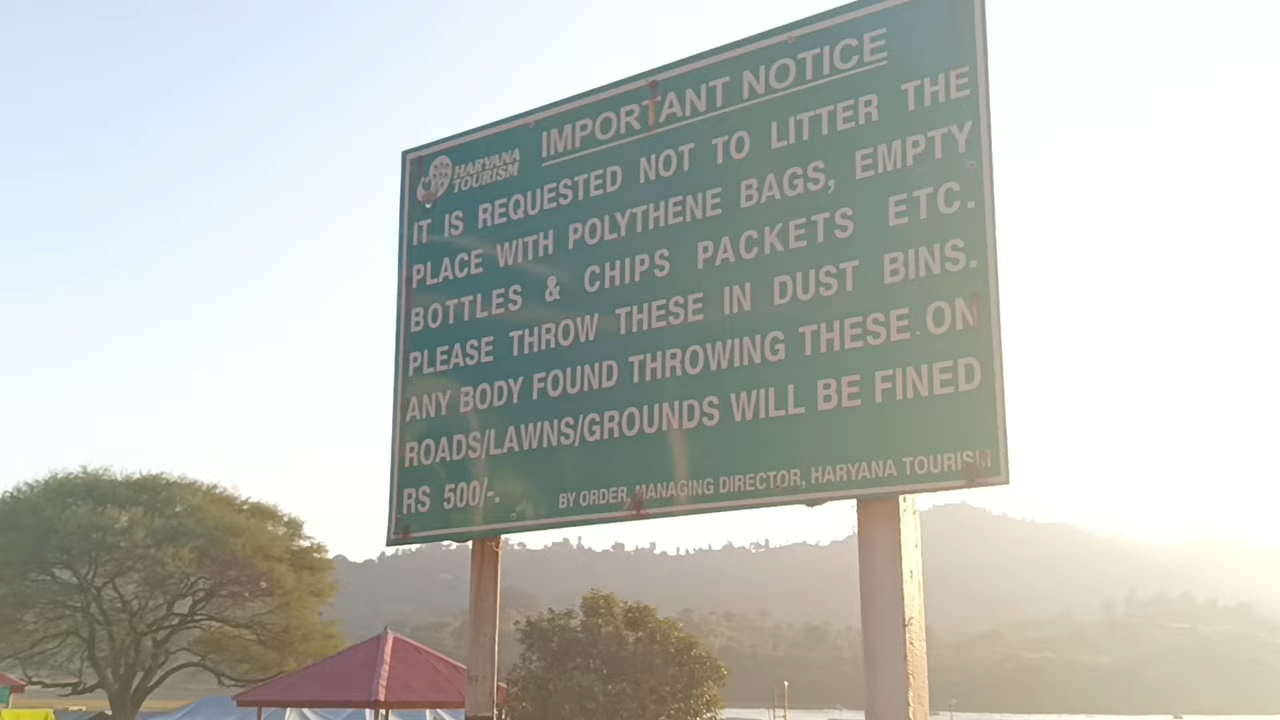 IMPORTANT NOTICE
HARYANA
TOURISM
IT IS REQUESTED NOT TO LITTER THE
PLACE WITH POLYTHENE BAGS, EMPTY
BOTTLES & CHIPS PACKETS ETC.
PLEASE THROW THESE IN DUST BINS.
ANY BODY FOUND THROWING THESE ON
ROADS/LAWNS/GROUNDS WILL BE FINED
RS 500/-.
BY ORDER, MANAGING DIRECTOR, HARYANA TOURISM